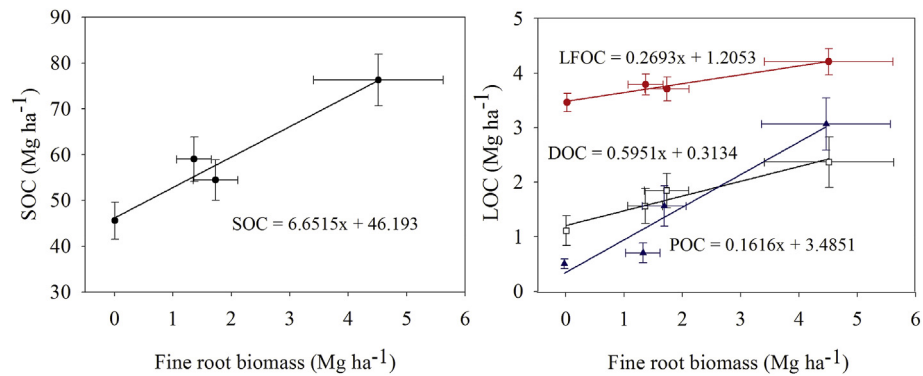 90
80
70
60
50
40
30
SOC (Mg ha-1)
SOC = 6.6515x + 46.193
0 1 2 3 4 5 6
Fine root biomass (Mg ha-1)
5
4
3
2
1
0
LOC (Mg ha-1)
LFOC = 0.2693x + 1.2053
DOC = 0.5951x + 0.3134
POC = 0.1616x + 3.4851
0 1 2 3 4 5 6
Fine root biomass (Mg ha-1)